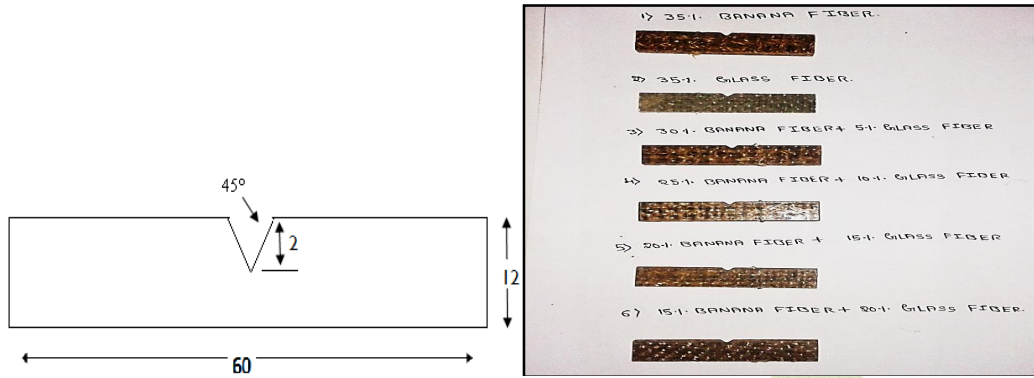 45°
2
12
60
1) 35%. BANANA FIBER.
2) 35%. GLASS FIBER.
3) 30%. BANANA FIBER + 5%. GLASS FIBER
4) 25%. BANANA FIBER + 10%. GLASS FIBER
5) 20%. BANANA FIBER + 15%. GLASS FIBER
6) 15%. BANANA FIBER + 20%. GLASS FIBER.